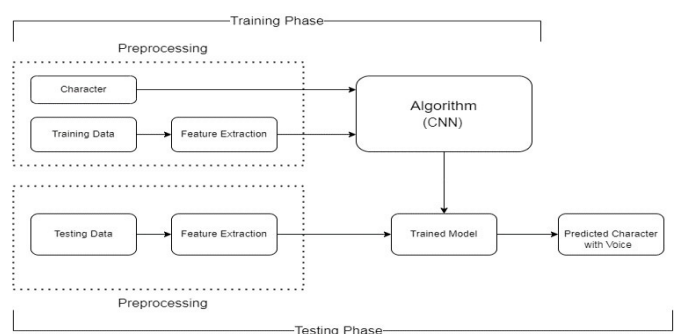 Training Phase
Preprocessing
Character
Algorithm
(CNN)
Training Data
Feature Extraction
Testing Data
Feature Extraction
Trained Model
Predicted Character
with Voice
Preprocessing
Testing Phase